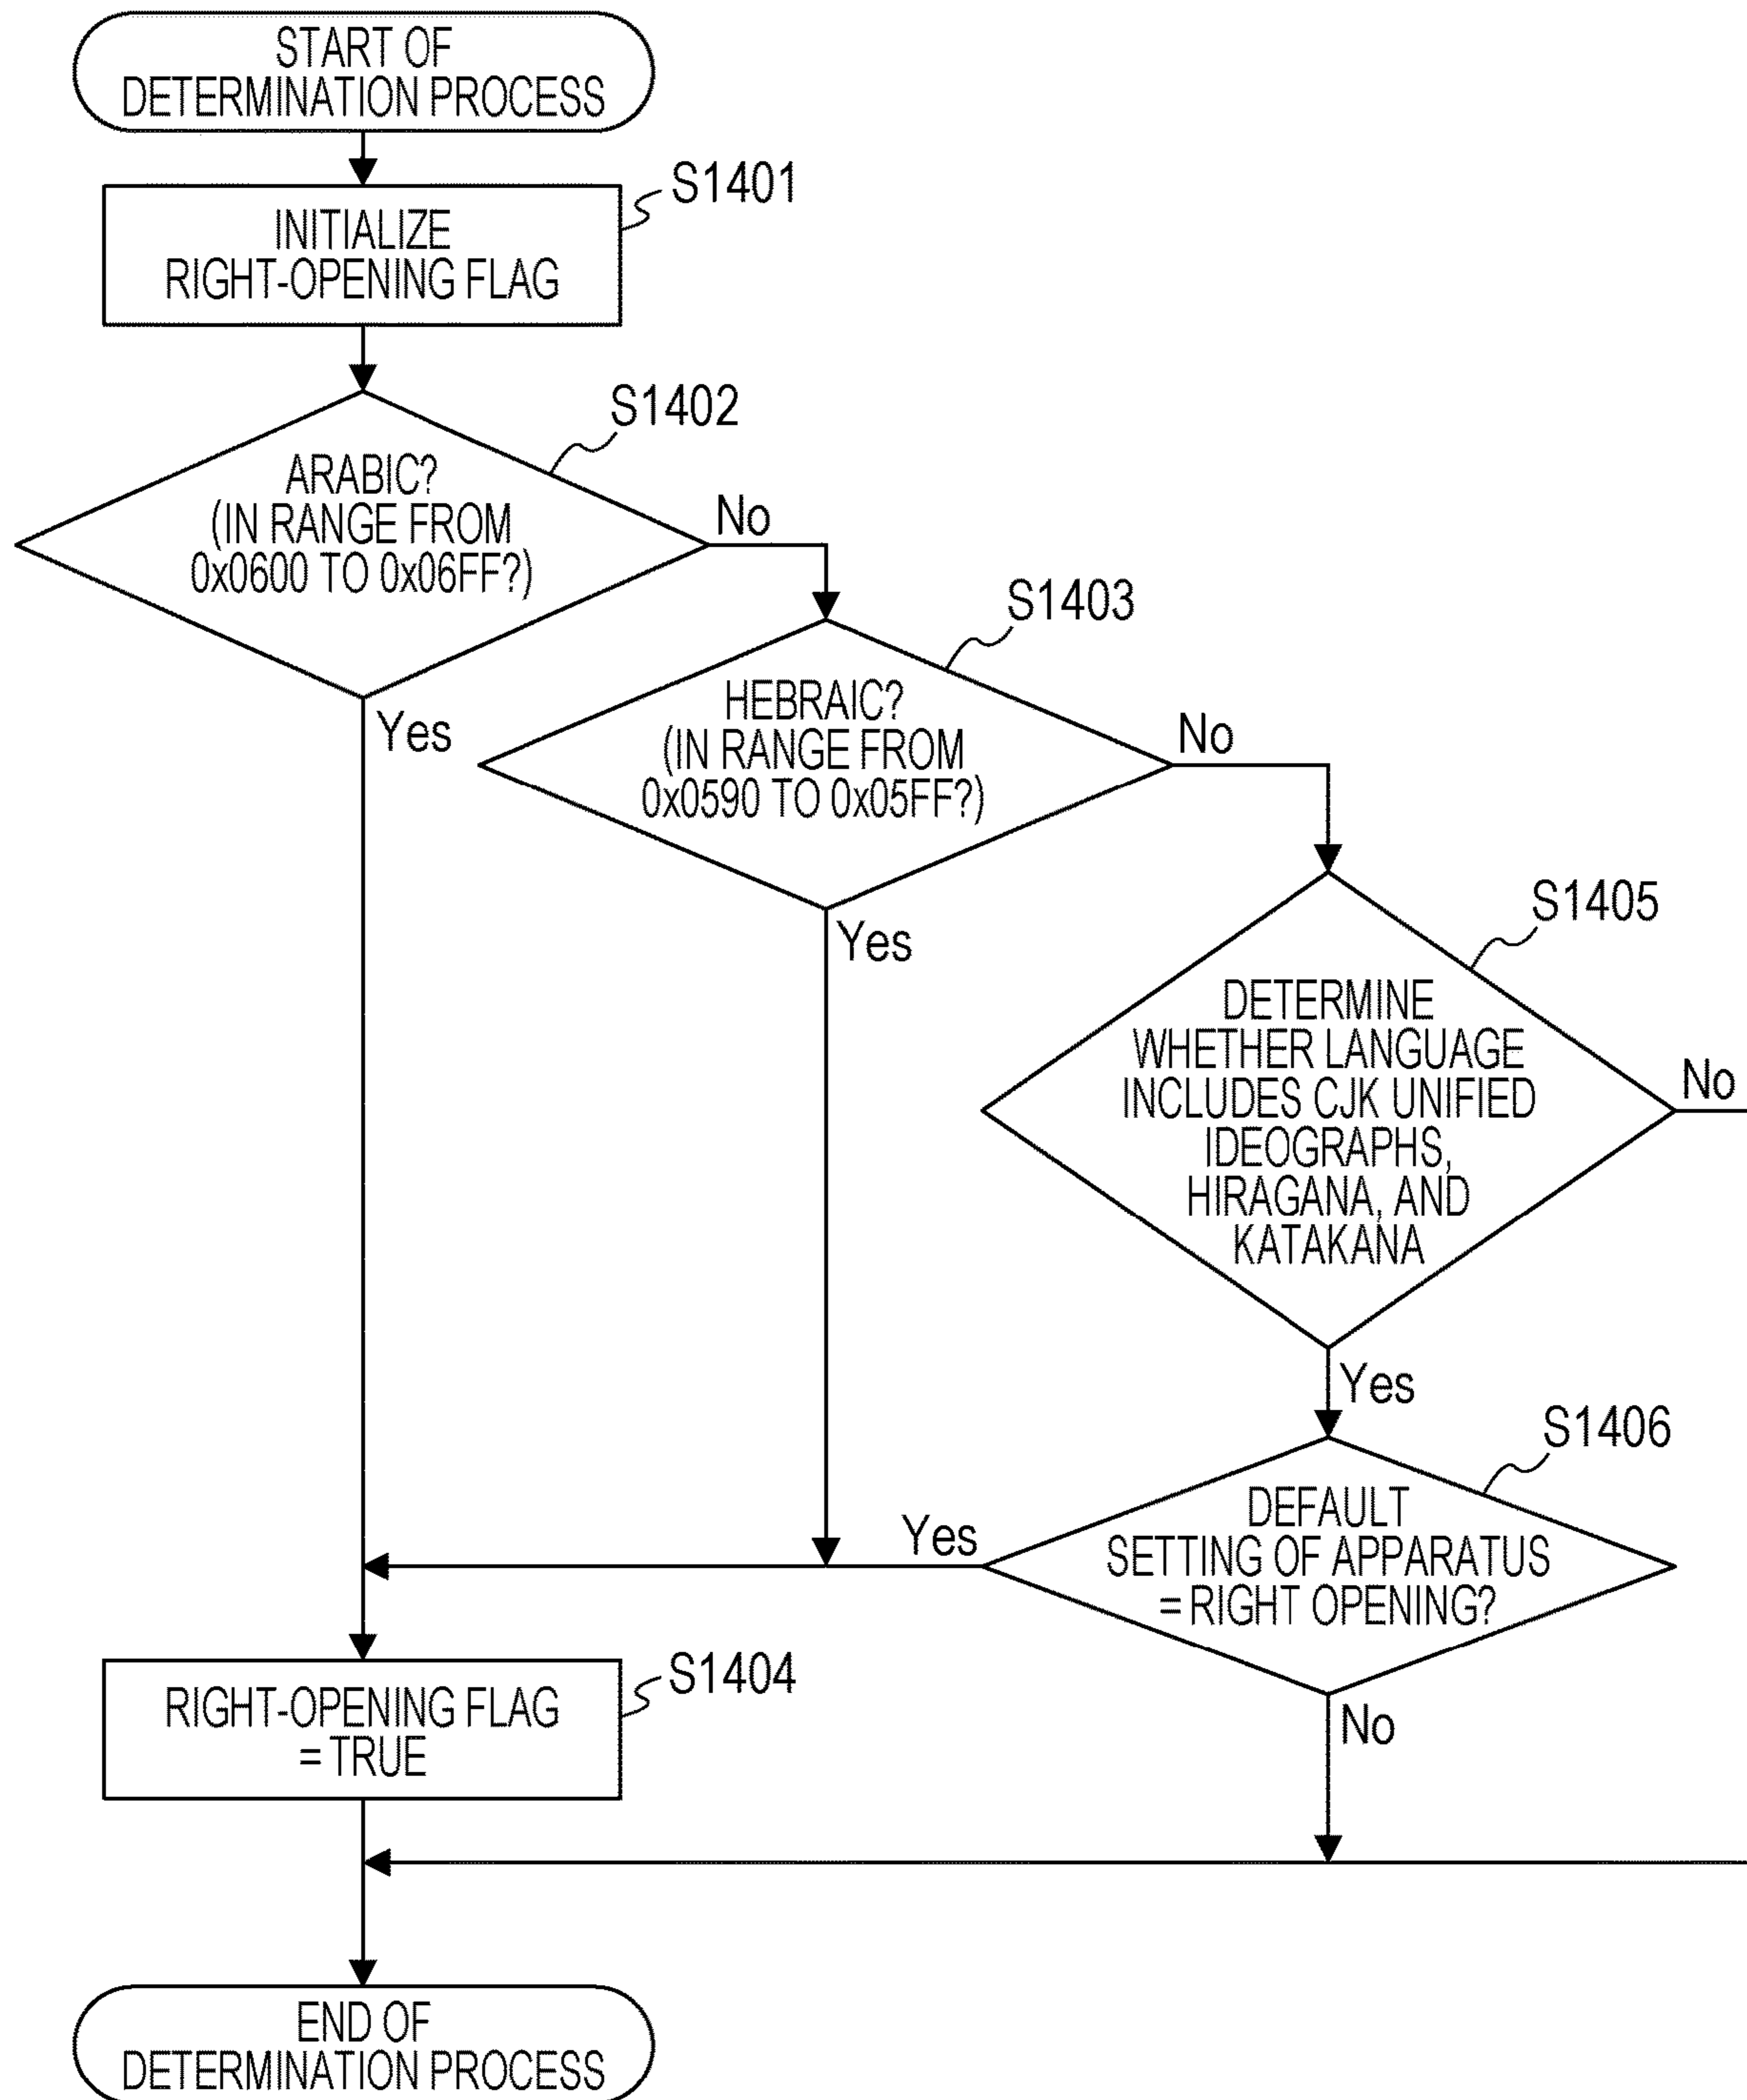 START OF
DETERMINATION PROCESS
S1401
INITIALIZE
RIGHT-OPENING FLAG
S1402
ARABIC?
(IN RANGE FROM
0x0600 TO 0x06FF?)
No
Yes
S1403
HEBRAIC?
(IN RANGE FROM
0x0590 TO 0x05FF?)
No
Yes
S1405
DETERMINE
WHETHER LANGUAGE
INCLUDES CJK UNIFIED
IDEOGRAPHS,
HIRAGANA, AND
KATAKANA
No
Yes
S1406
DEFAULT
SETTING OF APPARATUS
= RIGHT OPENING?
Yes
No
S1404
RIGHT-OPENING FLAG
= TRUE
END OF
DETERMINATION PROCESS